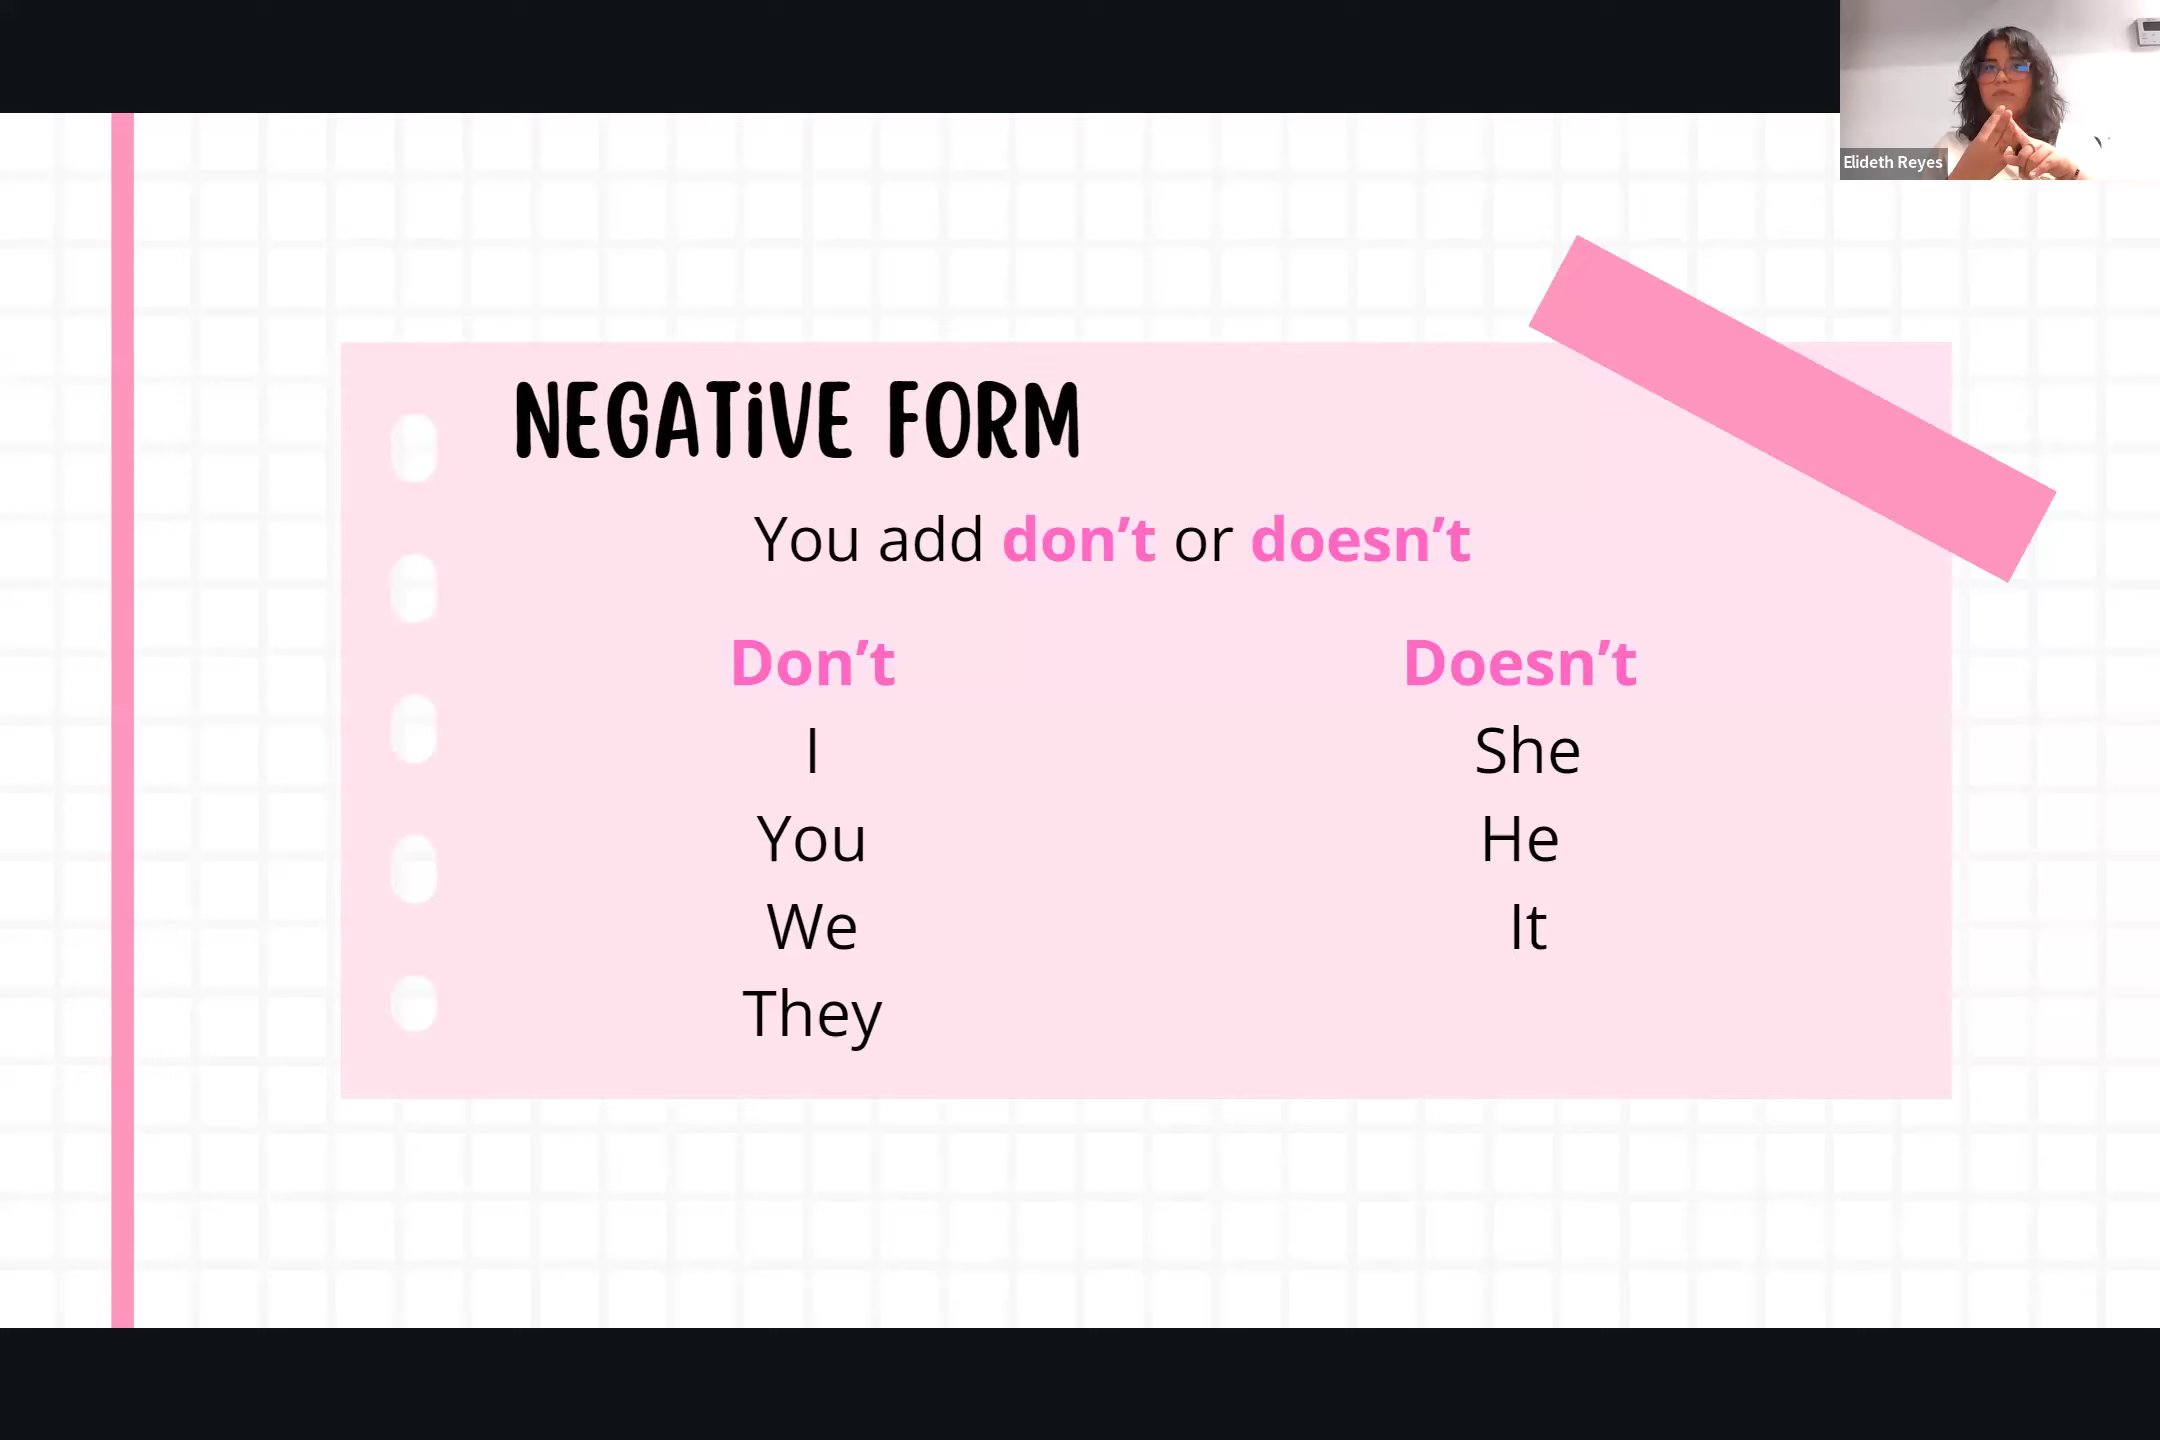 Elideth Reyes
NEGATiVE FORM
You add don’t or doesn’t
Don’t
I
You
We
They
Doesn’t
She
He
It